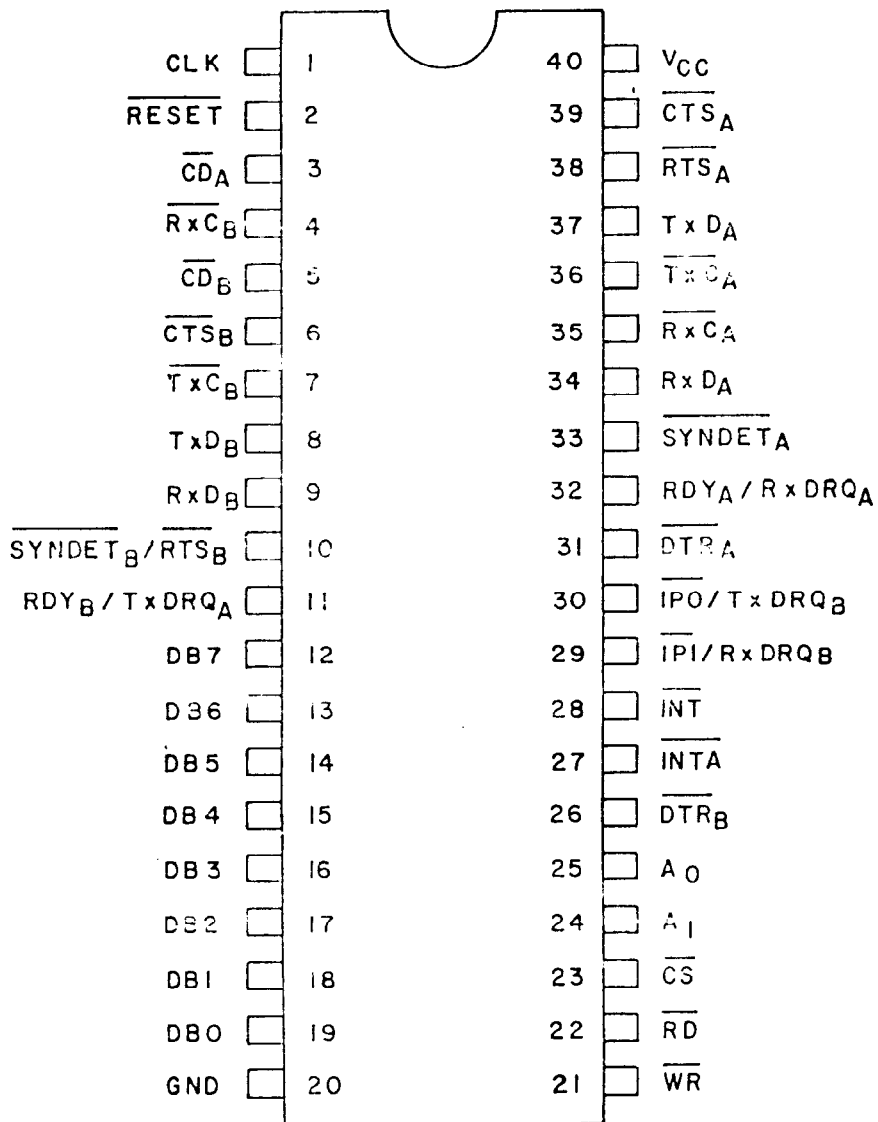 CLK 1 40 VCC
RESET 2 39 CTSA
CDA 3 38 RTSA
RxCB 4 37 TxDA
CDB 5 36 TxCA
CTSB 6 35 RxCA
TxCB 7 34 RxDA
TxDB 8 33 SYNDETA
RxDB 9 32 RDYA/RxDRQA
SYNDETB/RTSB 10 31 DTRA
RDYB/TxDRQA 11 30 IPO/TxDRQB
DB7 12 29 IPI/RxDRQB
DB6 13 28 INT
DB5 14 27 INTA
DB4 15 26 DTRB
DB3 16 25 A0
DB2 17 24 A1
DB1 18 23 CS
DB0 19 22 RD
GND 20 21 WR